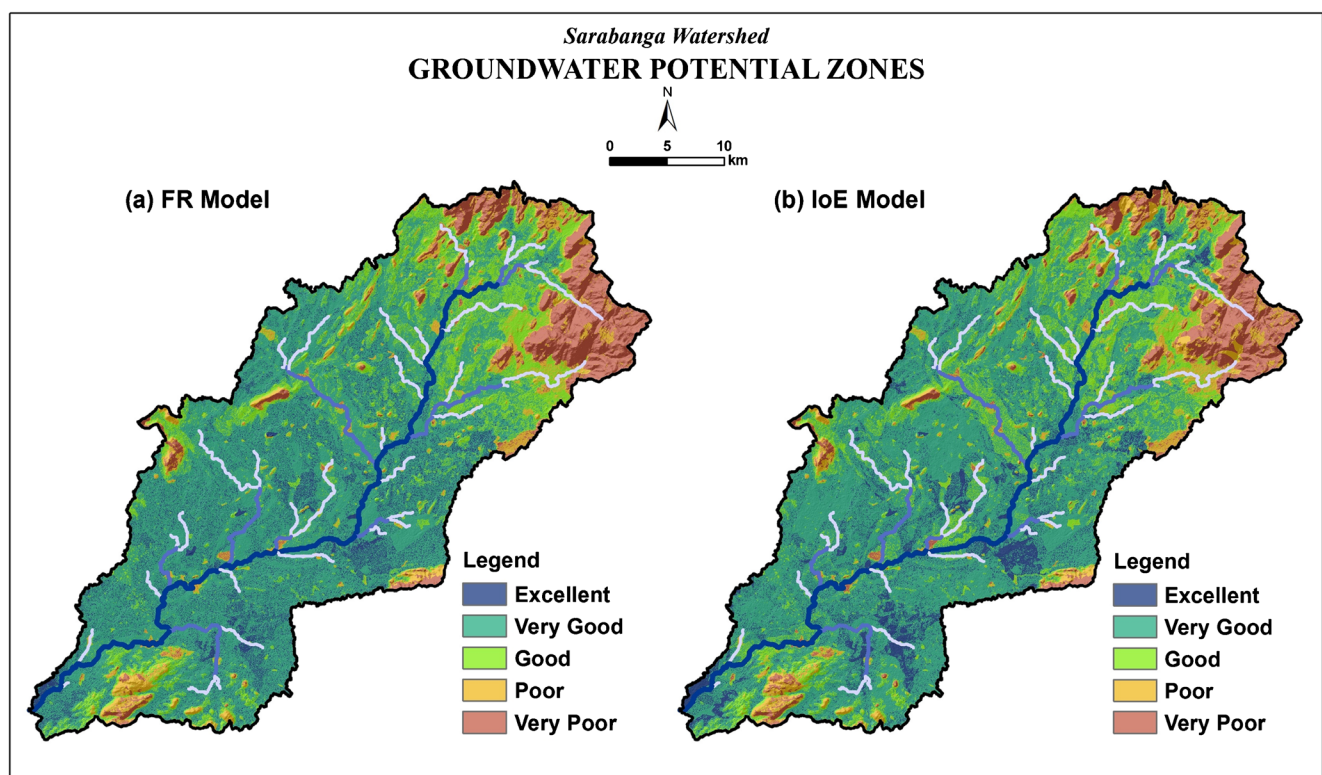 Sarabanga Watershed
GROUNDWATER POTENTIAL ZONES
N
0 5 10
km
(a) FR Model
(b) IoE Model
Legend
Excellent
Very Good
Good
Poor
Very Poor
Legend
Excellent
Very Good
Good
Poor
Very Poor